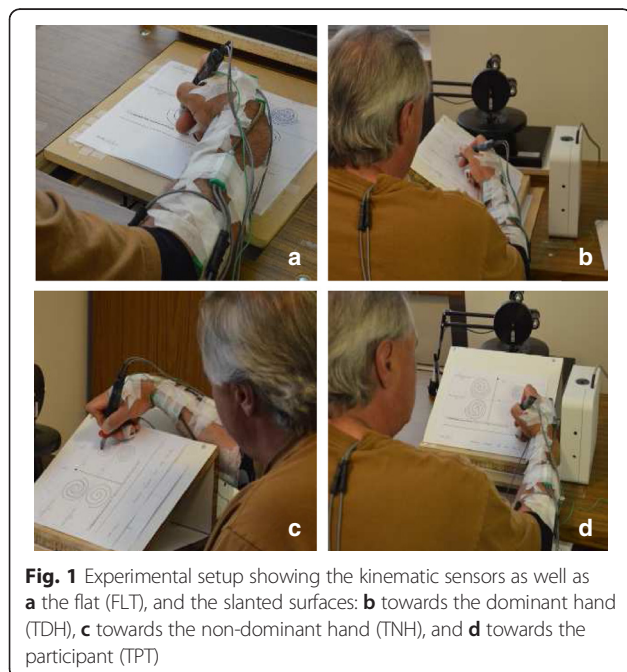 a
b
c
d
Fig. 1 Experimental setup showing the kinematic sensors as well as
a the flat (FLT), and the slanted surfaces: b towards the dominant hand
(TDH), c towards the non-dominant hand (TNH), and d towards the
participant (TPT)